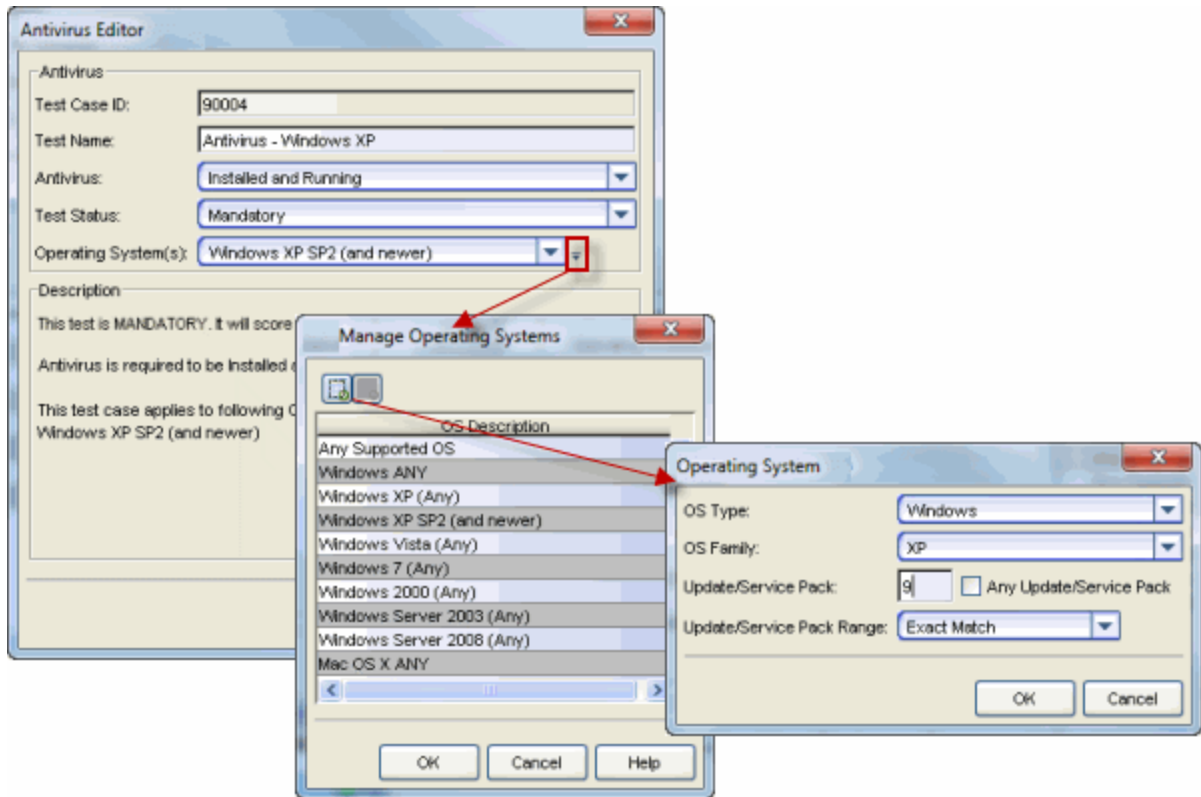 Antivirus Editor
Antivirus
Test Case ID: 90004
Test Name: Antivirus - Windows XP
Antivirus: Installed and Running
Test Status: Mandatory
Operating System(s): Windows XP SP2 (and newer)
Description
This test is MANDATORY. It will score
Antivirus is required to be Installed
This test case applies to following
Windows XP SP2 (and newer)
Manage Operating Systems
OS Description
Any Supported OS
Windows ANY
Windows XP (Any)
Windows XP SP2 (and newer)
Windows Vista (Any)
Windows 7 (Any)
Windows 2000 (Any)
Windows Server 2003 (Any)
Windows Server 2008 (Any)
Mac OS X ANY
OK Cancel Help
Operating System
OS Type: Windows
OS Family: XP
Update/Service Pack: 9 Any Update/Service Pack
Update/Service Pack Range: Exact Match
OK Cancel